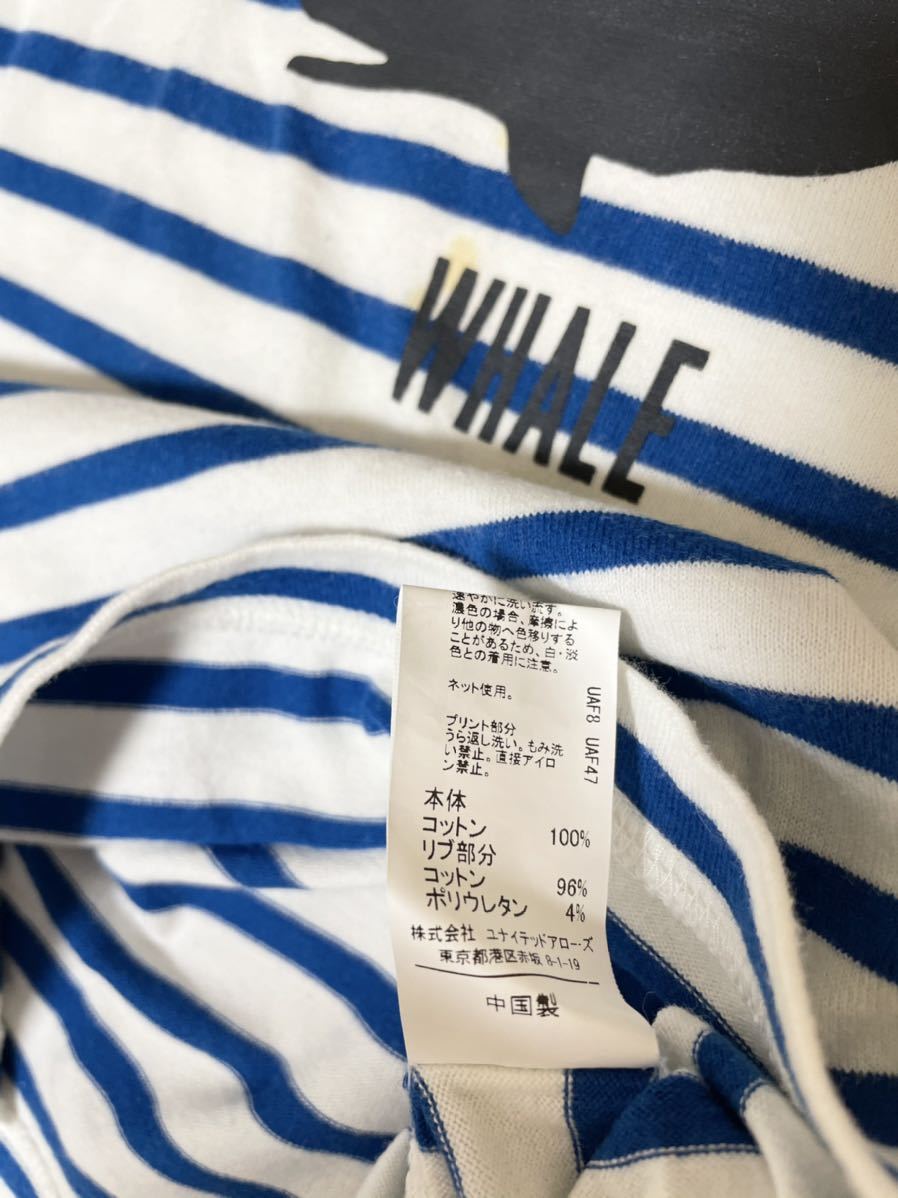 WHALE
速やかに洗い流す。
濃色の場合、摩擦によ
り他の物へ色移りする
ことがあるため、白・淡
色との着用に注意。
ネット使用。
プリント部分
うら返し洗い。もみ洗
い禁止。直接アイロ
ン禁止。
UAF8 UAF47
本体
コットン 100%
リブ部分
コットン 96%
ポリウレタン 4%
株式会社 ユナイテッドアローズ
東京都港区赤坂 8-1-19
中国製